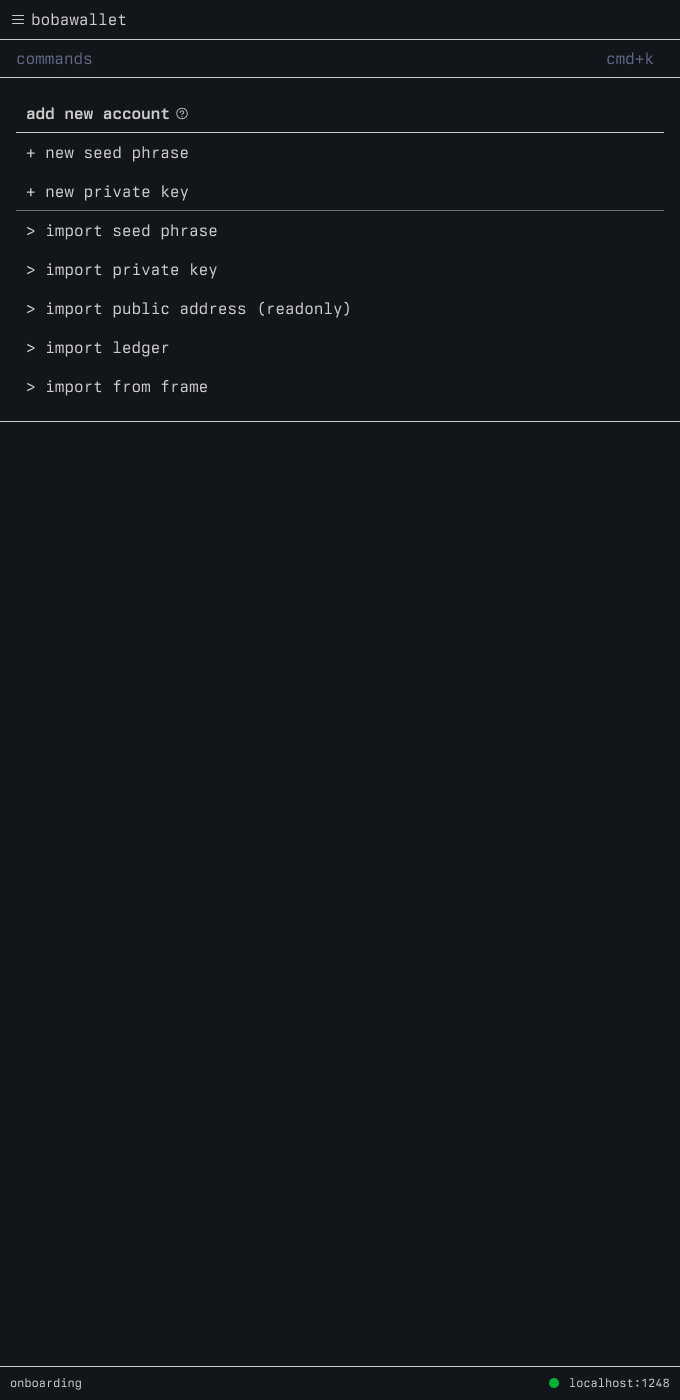 bobawallet
commands cmd+k
add new account
+ new seed phrase
+ new private key
> import seed phrase
> import private key
> import public address (readonly)
> import ledger
> import from frame
onboarding localhost:1248